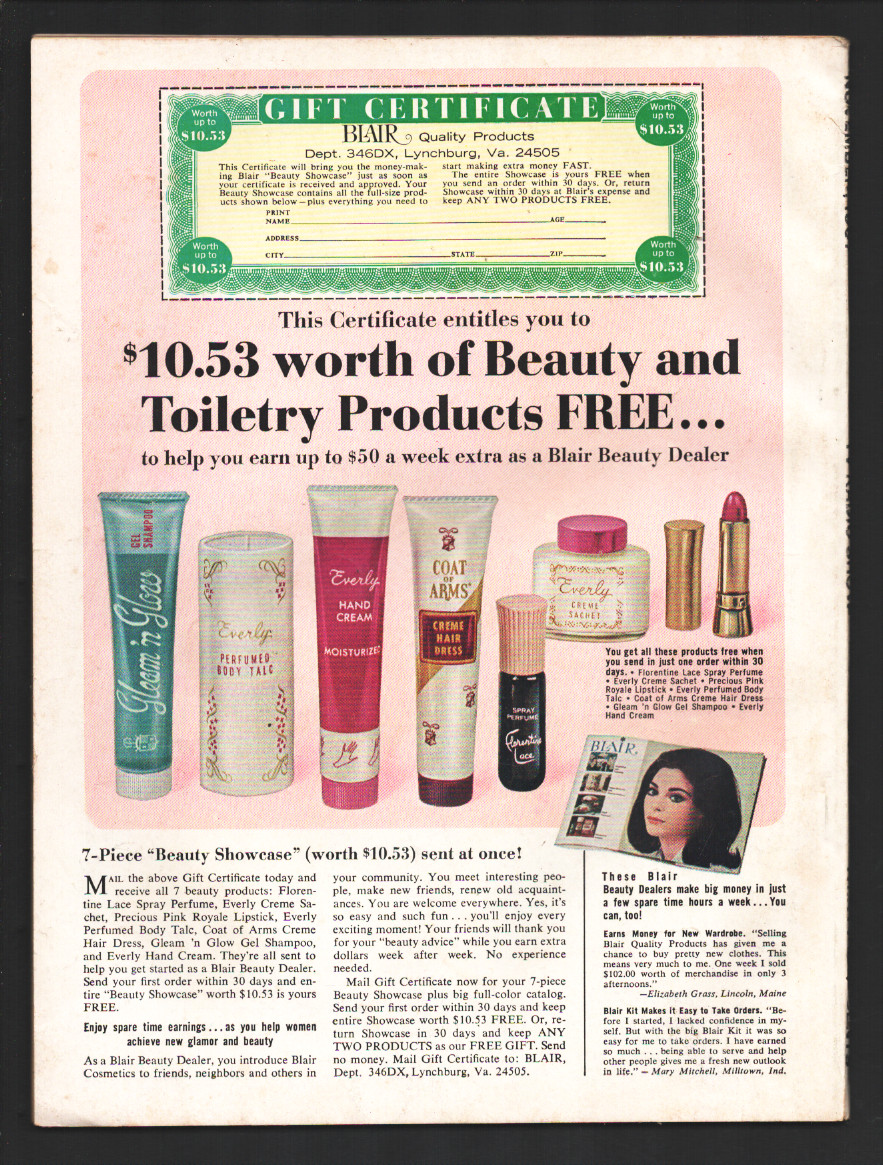 Worth
up to
$10.53
GIFT CERTIFICATE
Worth
up to
$10.53
BLAIR Quality Products
Dept. 346DX, Lynchburg, Va. 24505
This Certificate will bring you the money-mak-
ing Blair "Beauty Showcase" just as soon as
your certificate is received and approved. Your
Beauty Showcase contains all the full-size prod-
ucts shown below—plus everything you need to
start making extra money FAST.
The entire Showcase is yours FREE when
you send an order within 30 days. Or, return
Showcase within 30 days at Blair's expense and
keep ANY TWO PRODUCTS FREE.
PRINT
NAME AGE
ADDRESS
CITY STATE ZIP
Worth
up to
$10.53
Worth
up to
$10.53
This Certificate entitles you to
$10.53 worth of Beauty and
Toiletry Products FREE...
to help you earn up to $50 a week extra as a Blair Beauty Dealer
GEL
SHAMPOO
Gleam 'n Glow
Everly
PERFUMED
BODY TALC
Everly
HAND
CREAM
MOISTURIZED
COAT
OF
ARMS
CREME
HAIR
DRESS
SPRAY
PERFUME
Florentine
Lace
Everly
CREME
SACHET
You get all these products free when
you send in just one order within 30
days. • Florentine Lace Spray Perfume
• Everly Creme Sachet • Precious Pink
Royale Lipstick • Everly Perfumed Body
Talc • Coat of Arms Creme Hair Dress
• Gleam 'n Glow Gel Shampoo • Everly
Hand Cream
BLAIR
7-Piece "Beauty Showcase" (worth $10.53) sent at once!
MAIL the above Gift Certificate today and
receive all 7 beauty products: Floren-
tine Lace Spray Perfume, Everly Creme Sa-
chet, Precious Pink Royale Lipstick, Everly
Perfumed Body Talc, Coat of Arms Creme
Hair Dress, Gleam 'n Glow Gel Shampoo,
and Everly Hand Cream. They're all sent to
help you get started as a Blair Beauty Dealer.
Send your first order within 30 days and en-
tire "Beauty Showcase" worth $10.53 is yours
FREE.
Enjoy spare time earnings...as you help women
achieve new glamor and beauty
As a Blair Beauty Dealer, you introduce Blair
Cosmetics to friends, neighbors and others in
your community. You meet interesting peo-
ple, make new friends, renew old acquaint-
ances. You are welcome everywhere. Yes, it's
so easy and such fun . . . you'll enjoy every
exciting moment! Your friends will thank you
for your "beauty advice" while you earn extra
dollars week after week. No experience
needed.
Mail Gift Certificate now for your 7-piece
Beauty Showcase plus big full-color catalog.
Send your first order within 30 days and keep
entire Showcase worth $10.53 FREE. Or, re-
turn Showcase in 30 days and keep ANY
TWO PRODUCTS as our FREE GIFT. Send
no money. Mail Gift Certificate to: BLAIR,
Dept. 346DX, Lynchburg, Va. 24505.
These Blair
Beauty Dealers make big money in just
a few spare time hours a week...You
can, too!
Earns Money for New Wardrobe. "Selling
Blair Quality Products has given me a
chance to buy pretty new clothes. This
means very much to me. One week I sold
$102.00 worth of merchandise in only 3
afternoons."
—Elizabeth Grass, Lincoln, Maine
Blair Kit Makes it Easy to Take Orders. "Be-
fore I started, I lacked confidence in my-
self. But with the big Blair Kit it was so
easy for me to take orders. I have earned
so much . . . being able to serve and help
other people gives me a fresh new outlook
in life." — Mary Mitchell, Milltown, Ind.